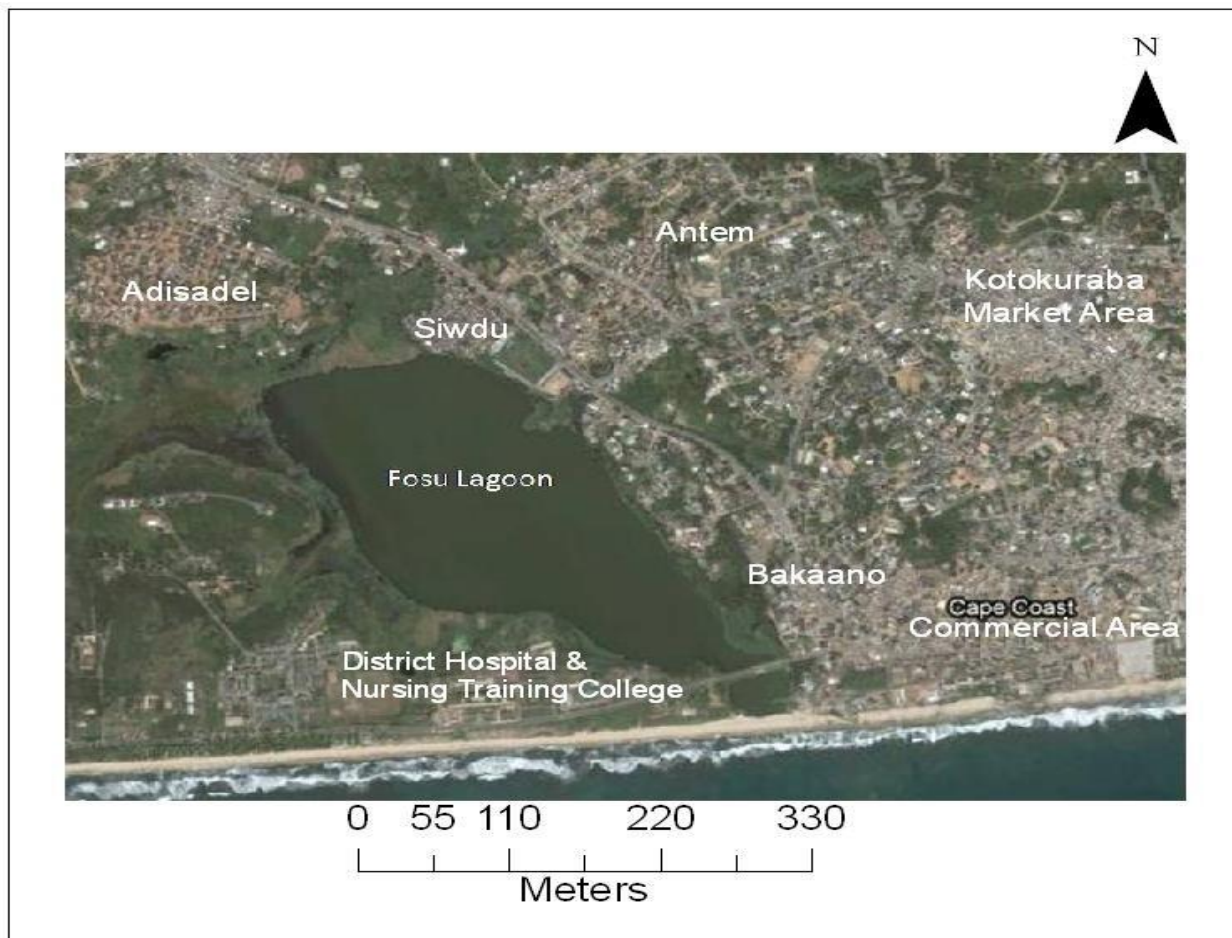 N
Antem
Kotokuraba
Market Area
Adisadel
Siwdu
Fosu Lagoon
Bakaano
Cape Coast
Commercial Area
District Hospital &
Nursing Training College
0 55 110 220 330
Meters